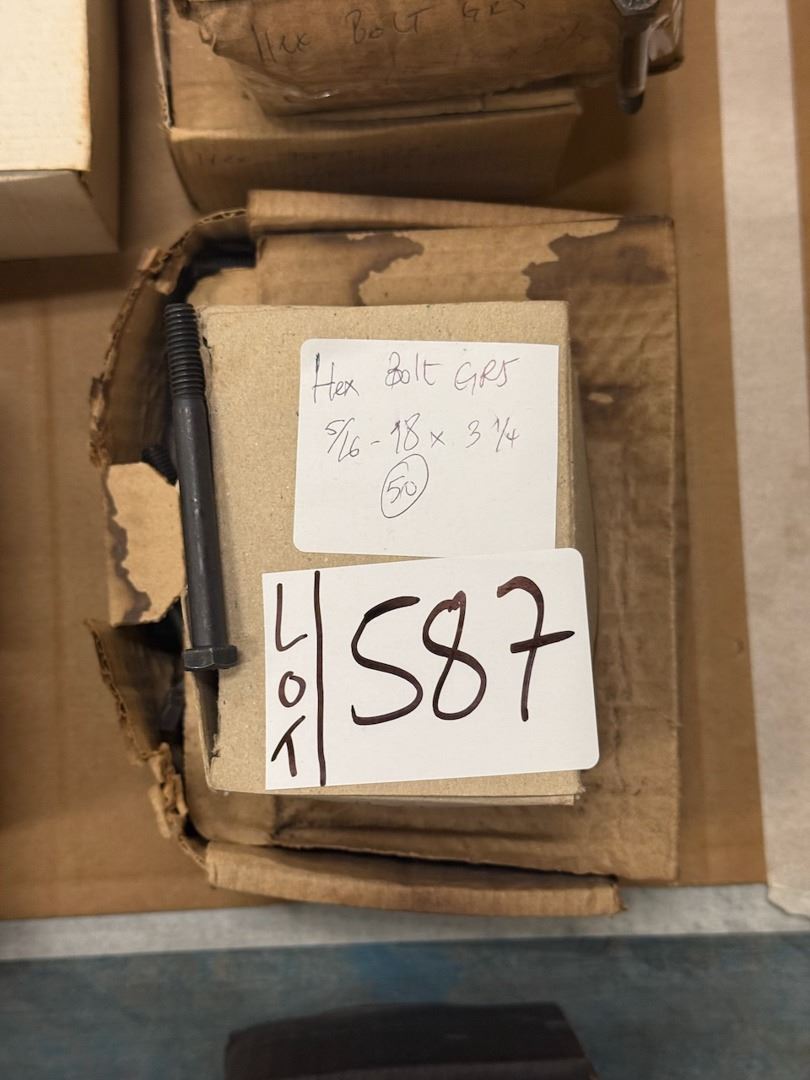 Hex BOLT GR5
Hex Bolt GR5
5/16 - 18 x 3 1/4
50
LOT
587